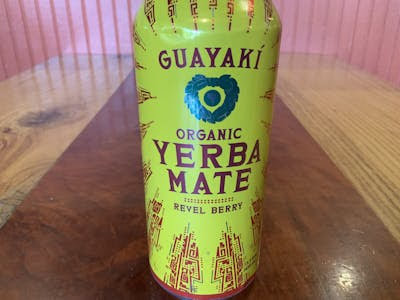 GUAYAKÍ
ORGANIC
YERBA
MATE
REVEL BERRY